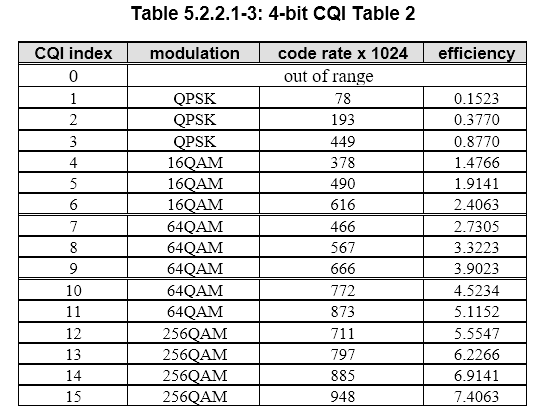 Table 5.2.2.1-3: 4-bit CQI Table 2
CQI index modulation code rate x 1024 efficiency
0 out of range
1 QPSK 78 0.1523
2 QPSK 193 0.3770
3 QPSK 449 0.8770
4 16QAM 378 1.4766
5 16QAM 490 1.9141
6 16QAM 616 2.4063
7 64QAM 466 2.7305
8 64QAM 567 3.3223
9 64QAM 666 3.9023
10 64QAM 772 4.5234
11 64QAM 873 5.1152
12 256QAM 711 5.5547
13 256QAM 797 6.2266
14 256QAM 885 6.9141
15 256QAM 948 7.4063